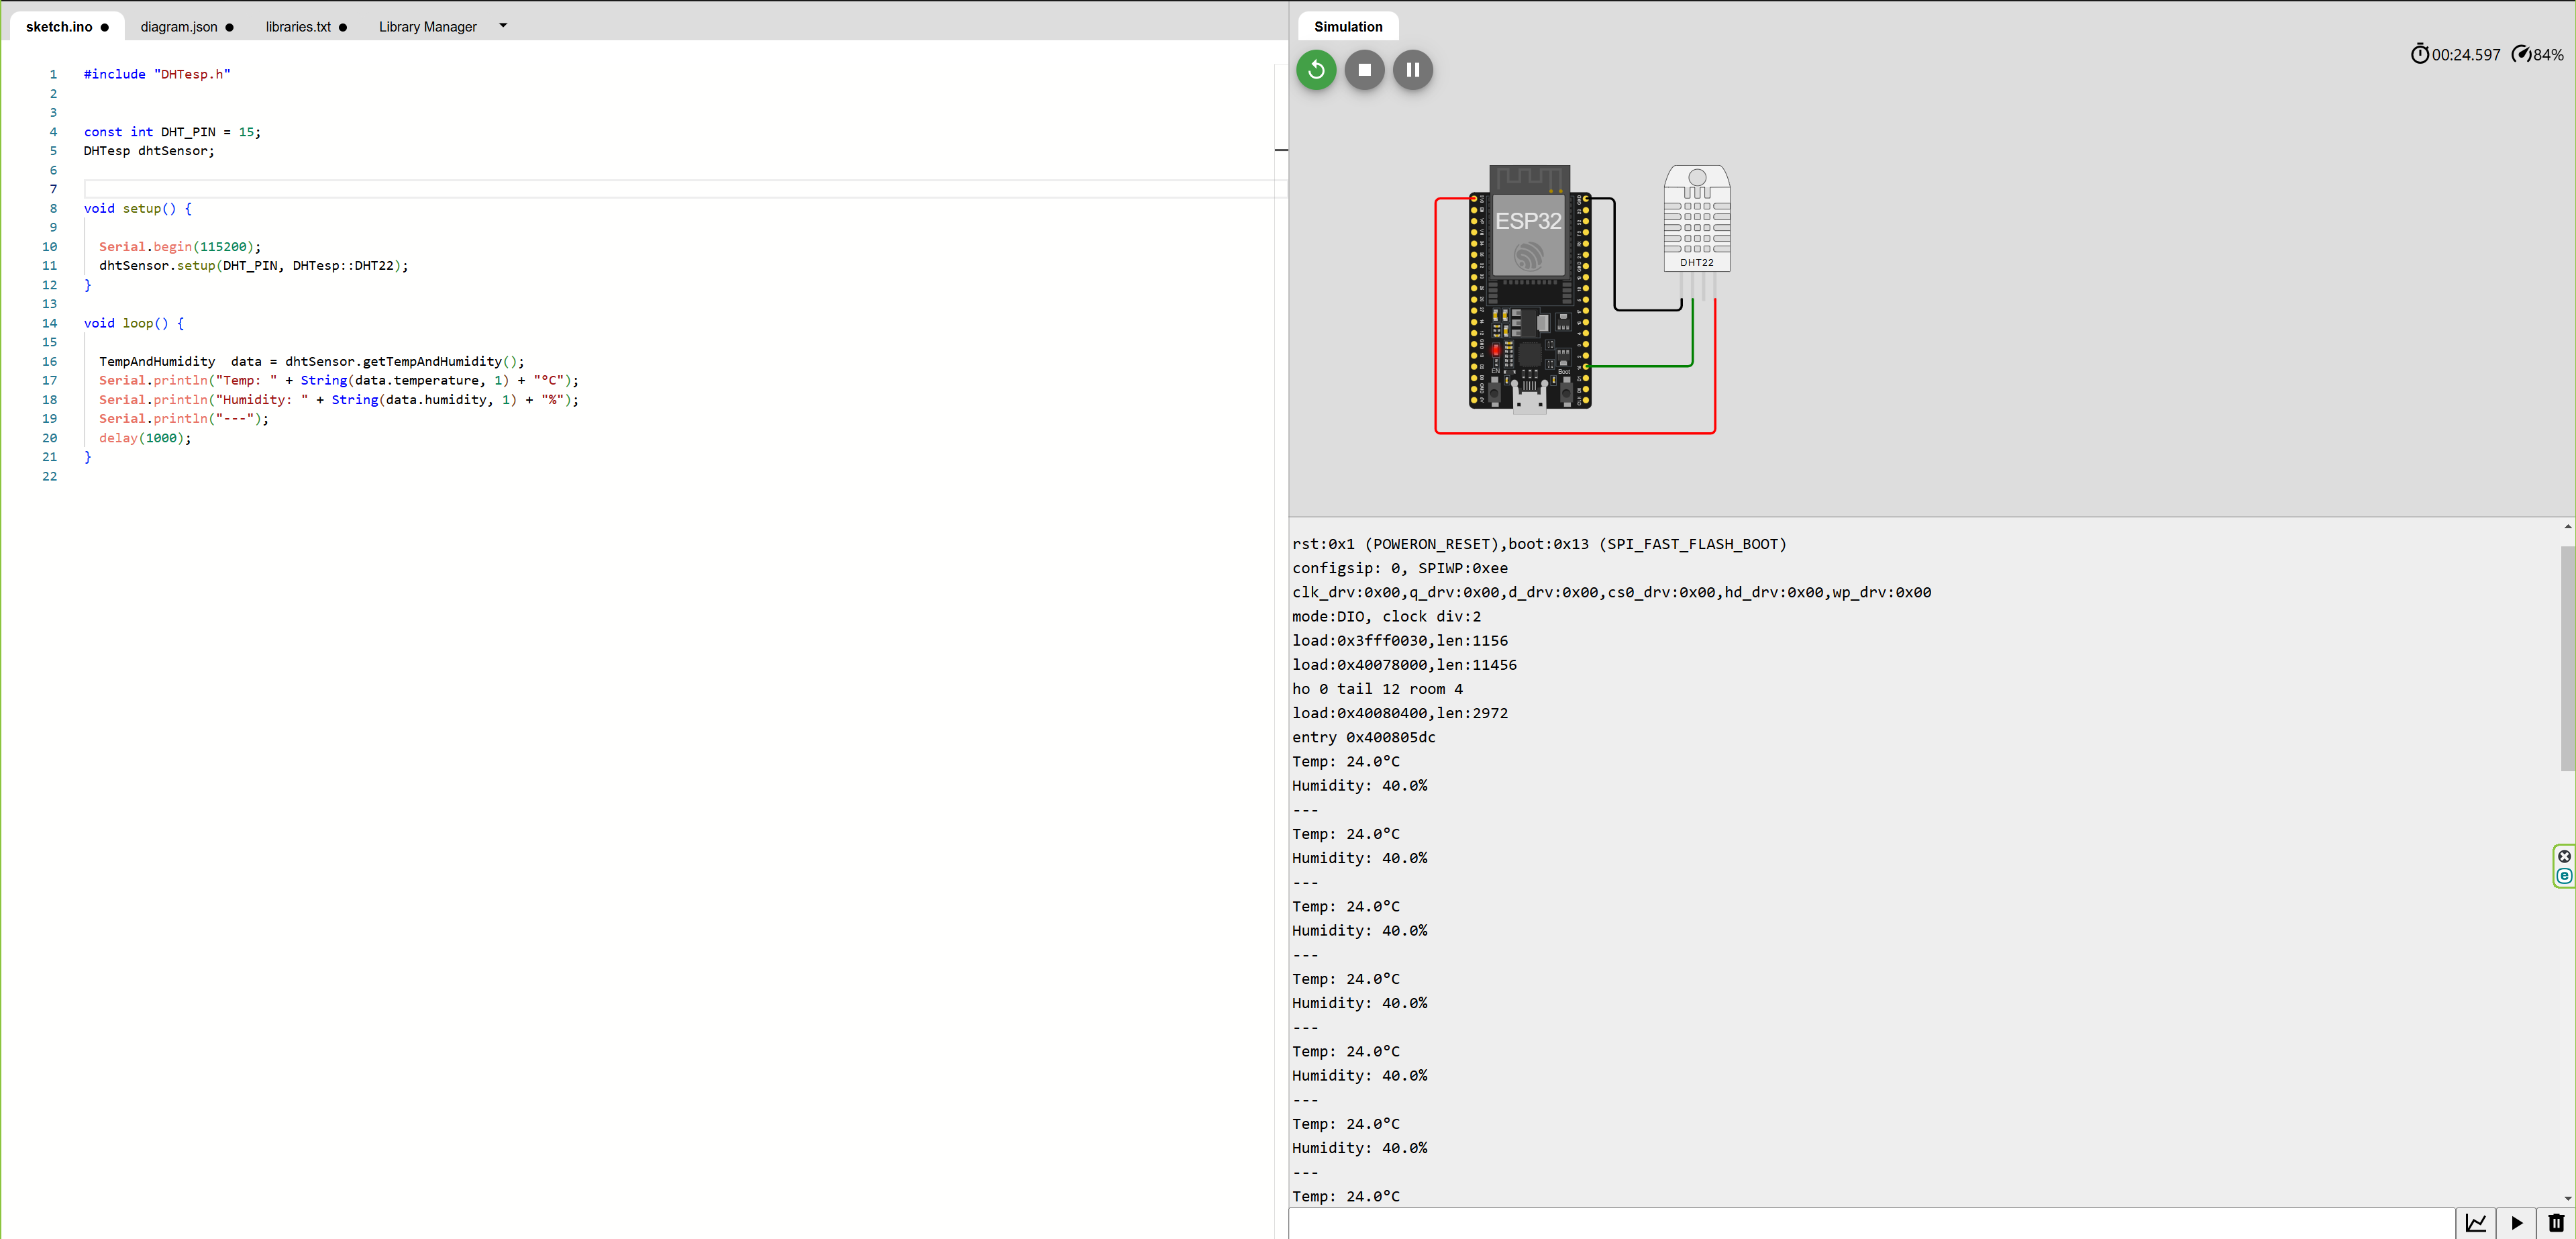 sketch.ino ● diagram.json ● libraries.txt ● Library Manager
1 #include "DHTesp.h"
2
3
4 const int DHT_PIN = 15;
5 DHTesp dhtSensor;
6
7
8 void setup() {
9
10 Serial.begin(115200);
11 dhtSensor.setup(DHT_PIN, DHTesp::DHT22);
12 }
13
14 void loop() {
15
16 TempAndHumidity  data = dhtSensor.getTempAndHumidity();
17 Serial.println("Temp: " + String(data.temperature, 1) + "°C");
18 Serial.println("Humidity: " + String(data.humidity, 1) + "%");
19 Serial.println("---");
20 delay(1000);
21 }
22
Simulation
00:24.597 84%
ESP32
DHT22
EN
Boot
rst:0x1 (POWERON_RESET),boot:0x13 (SPI_FAST_FLASH_BOOT)
configsip: 0, SPIWP:0xee
clk_drv:0x00,q_drv:0x00,d_drv:0x00,cs0_drv:0x00,hd_drv:0x00,wp_drv:0x00
mode:DIO, clock div:2
load:0x3fff0030,len:1156
load:0x40078000,len:11456
ho 0 tail 12 room 4
load:0x40080400,len:2972
entry 0x400805dc
Temp: 24.0°C
Humidity: 40.0%
---
Temp: 24.0°C
Humidity: 40.0%
---
Temp: 24.0°C
Humidity: 40.0%
---
Temp: 24.0°C
Humidity: 40.0%
---
Temp: 24.0°C
Humidity: 40.0%
---
Temp: 24.0°C
Humidity: 40.0%
---
Temp: 24.0°C